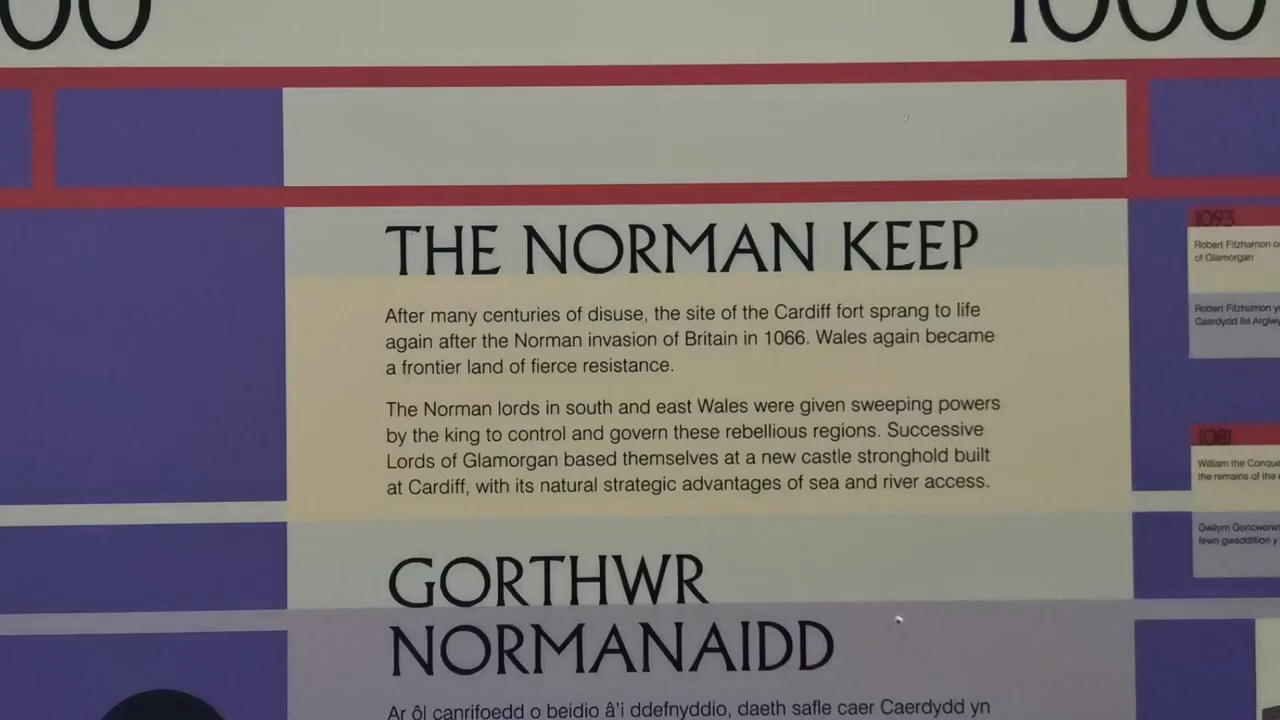 1000
THE NORMAN KEEP
After many centuries of disuse, the site of the Cardiff fort sprang to life
again after the Norman invasion of Britain in 1066. Wales again became
a frontier land of fierce resistance.
The Norman lords in south and east Wales were given sweeping powers
by the king to control and govern these rebellious regions. Successive
Lords of Glamorgan based themselves at a new castle stronghold built
at Cardiff, with its natural strategic advantages of sea and river access.
GORTHWR
NORMANAIDD
Ar ôl canrifoedd o beidio â'i ddefnyddio, daeth safle caer Caerdydd yn
1093
Robert Fitzhamon
of Glamorgan
Robert Fitzhamon
Caerdydd fel
1081
William the
the remains of the
Gwilym
fewn gweddillion y